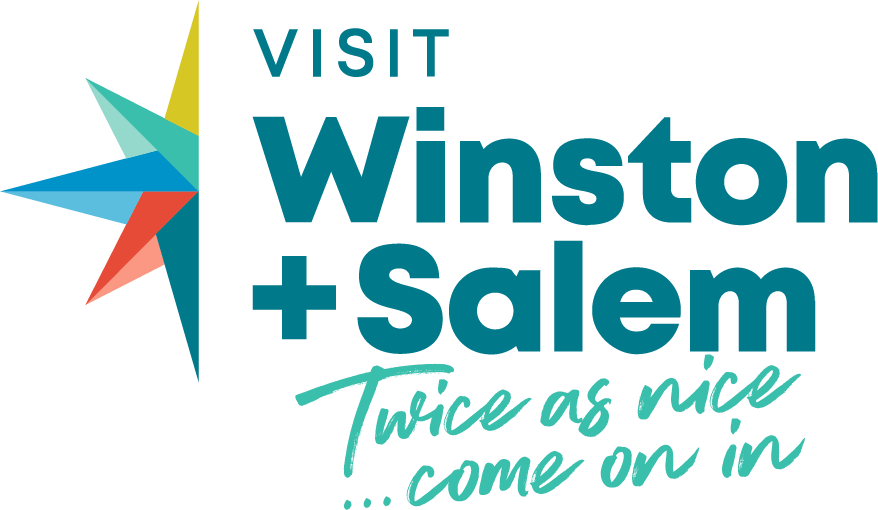 VISIT
Winston
+Salem
Twice as nice
...come on in